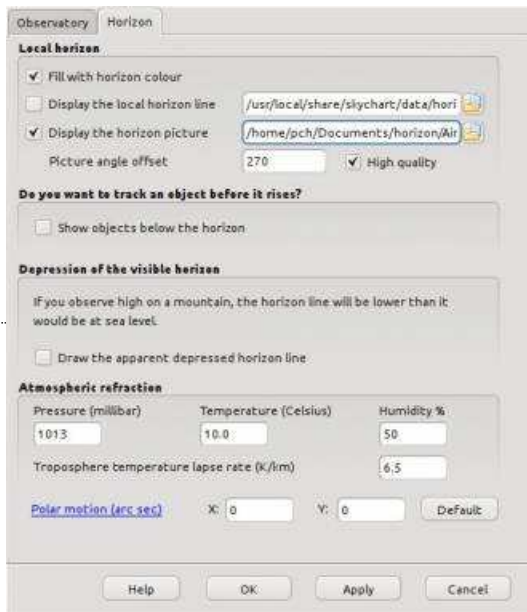 Observatory Horizon
Local horizon
Fill with horizon colour
Display the local horizon line /usr/local/share/skychart/data/hori
Display the horizon picture /home/pch/Documents/horizon/Air
Picture angle offset 270 High quality
Do you want to track an object before it rises?
Show objects below the horizon
Depression of the visible horizon
If you observe high on a mountain, the horizon line will be lower than it
would be at sea level.
Draw the apparent depressed horizon line
Atmospheric refraction
Pressure (millibar) Temperature (Celsius) Humidity %
1013 10.0 50
Troposphere temperature lapse rate (K/km) 6.5
Polar motion (arc sec) X: 0 Y: 0 Default
Help OK Apply Cancel